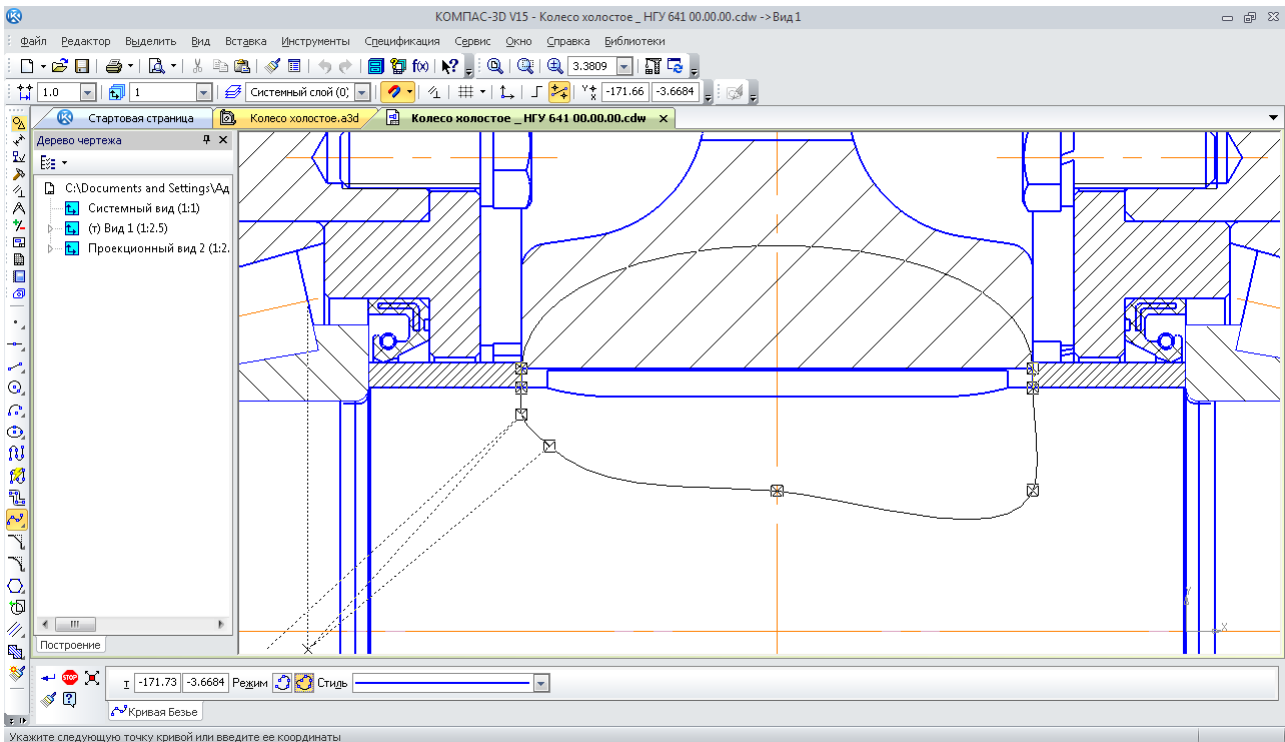 КОМПАС-3D V15 - Колесо холостое _ НГУ 641 00.00.00.cdw ->Вид 1
Файл Редактор Выделить Вид Вставка Инструменты Спецификация Сервис Окно Справка Библиотеки
f(x) 3.3809
1.0 1 Системный слой (0) -171.66 -3.6684
Стартовая страница Колесо холостое.a3d Колесо холостое _ НГУ 641 00.00.00.cdw
Дерево чертежа
C:\Documents and Settings\Ад
Системный вид (1:1)
(т) Вид 1 (1:2.5)
Проекционный вид 2 (1:2.
Y
X
Построение
-171.73 -3.6684 Режим Стиль
STOP
Кривая Безье
Укажите следующую точку кривой или введите ее координаты